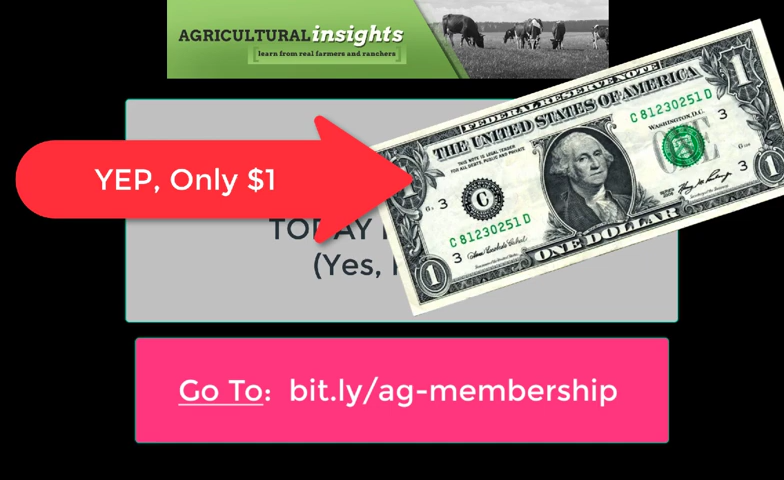 AGRICULTURAL insights
[learn from real farmers and ranchers]
YEP, Only $1
TODAY
(Yes,
FEDERAL RESERVE NOTE
THE UNITED STATES OF AMERICA
THIS NOTE IS LEGAL TENDER
FOR ALL DEBTS, PUBLIC AND PRIVATE
C 81230251 D
WASHINGTON, D.C.
C
ONE
C 81230251 D
SERIES
ONE DOLLAR
1
3
Go To: bit.ly/ag-membership